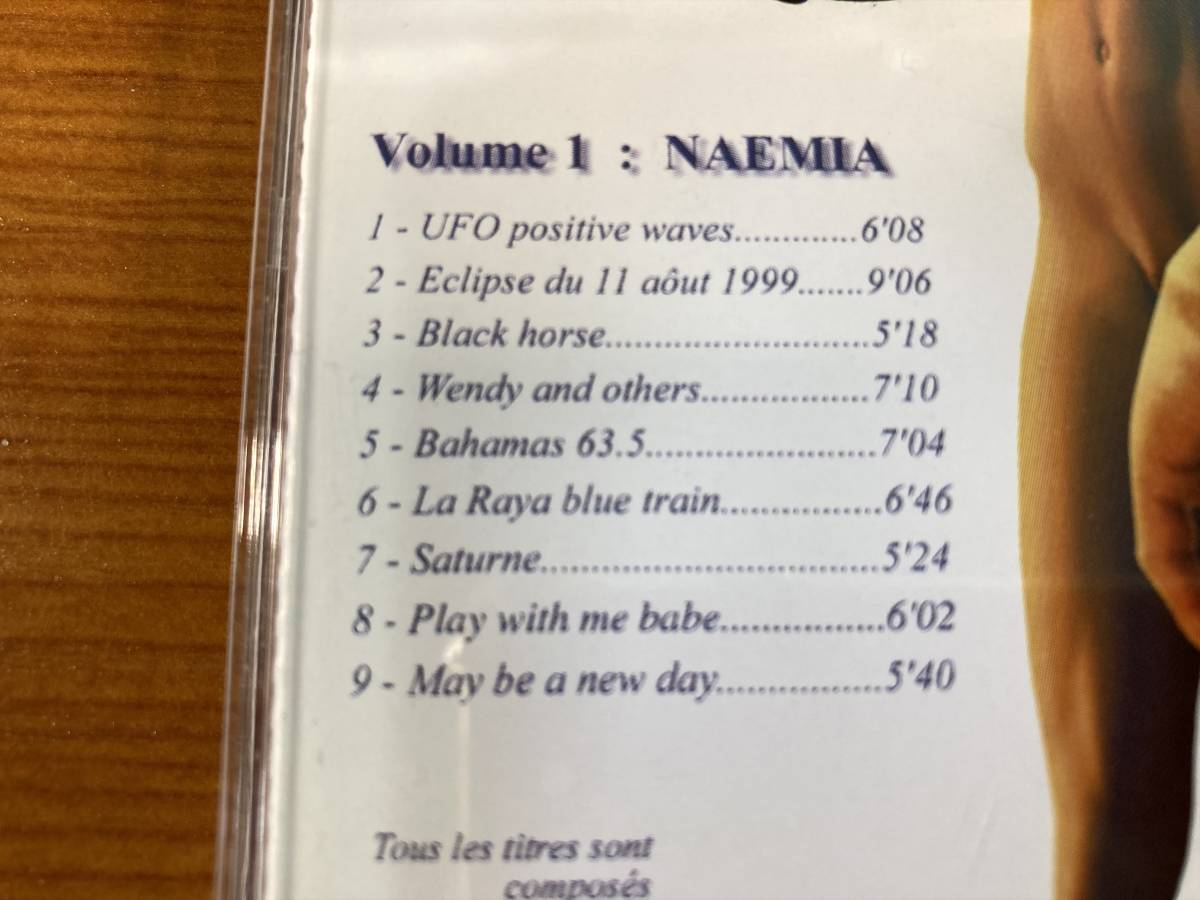 Volume 1 : NAEMIA
1 - UFO positive waves.............6'08
2 - Eclipse du 11 aôut 1999.......9'06
3 - Black horse...........................5'18
4 - Wendy and others.................7'10
5 - Bahamas 63.5........................7'04
6 - La Raya blue train................6'46
7 - Saturne..................................5'24
8 - Play with me babe................6'02
9 - May be a new day.................5'40
Tous les titres sont
composés